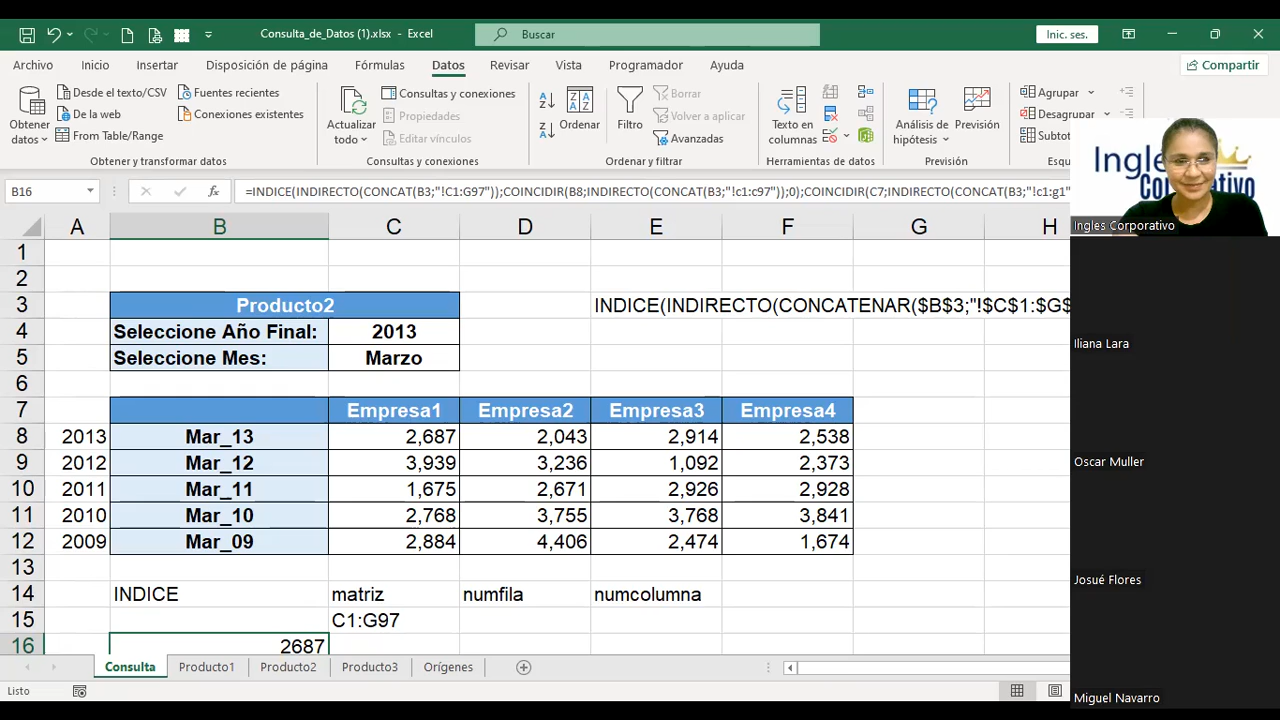 Consulta_de_Datos (1).xlsx - Excel
Buscar
Inic. ses.
Archivo Inicio Insertar Disposición de página Fórmulas Datos Revisar Vista Programador Ayuda
Compartir
Obtener datos
Desde el texto/CSV
De la web
From Table/Range
Fuentes recientes
Conexiones existentes
Obtener y transformar datos
Actualizar todo
Consultas y conexiones
Propiedades
Editar vínculos
Consultas y conexiones
Ordenar
Filtro
Borrar
Volver a aplicar
Avanzadas
Ordenar y filtrar
Texto en columnas
Herramientas de datos
Análisis de hipótesis
Previsión
Previsión
Agrupar
Desagrupar
Subtot
Esq
B16
fx
=INDICE(INDIRECTO(CONCAT(B3;"!C1:G97"));COINCIDIR(B8;INDIRECTO(CONCAT(B3;"!c1:c97"));0);COINCIDIR(C7;INDIRECTO(CONCAT(B3;"!c1:g1"
A B C D E F G H
1
2
3 Producto2 INDICE(INDIRECTO(CONCATENAR($B$3;"!$C$1:$G$
4 Seleccione Año Final: 2013
5 Seleccione Mes: Marzo
6
7 Empresa1 Empresa2 Empresa3 Empresa4
8 2013 Mar_13 2,687 2,043 2,914 2,538
9 2012 Mar_12 3,939 3,236 1,092 2,373
10 2011 Mar_11 1,675 2,671 2,926 2,928
11 2010 Mar_10 2,768 3,755 3,768 3,841
12 2009 Mar_09 2,884 4,406 2,474 1,674
13
14 INDICE matriz numfila numcolumna
15 C1:G97
16 2687
Consulta Producto1 Producto2 Producto3 Orígenes
Listo
Corporativo
Ingles Corporativo
Iliana Lara
Oscar Muller
Josué Flores
Miguel Navarro